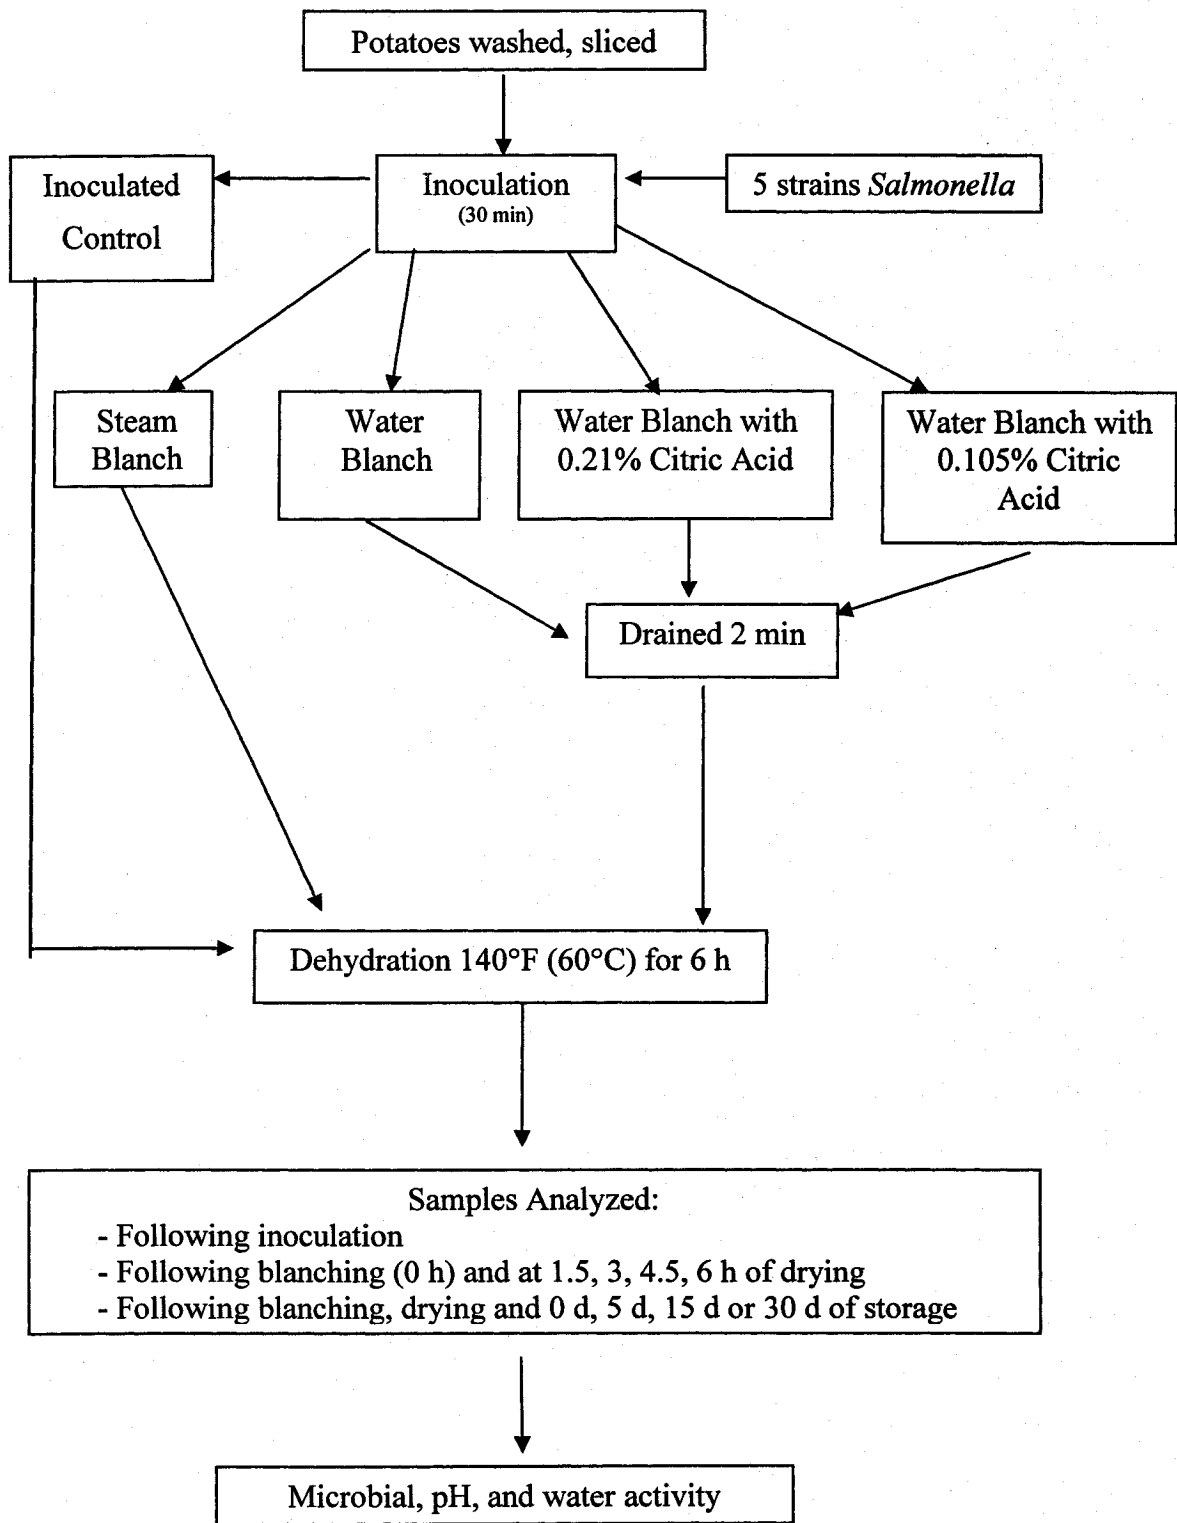 Potatoes washed, sliced
Inoculated
Control
Inoculation
(30 min)
5 strains Salmonella
Steam
Blanch
Water
Blanch
Water Blanch with
0.21% Citric Acid
Water Blanch with
0.105% Citric
Acid
Drained 2 min
Dehydration 140°F (60°C) for 6 h
Samples Analyzed:
- Following inoculation
- Following blanching (0 h) and at 1.5, 3, 4.5, 6 h of drying
- Following blanching, drying and 0 d, 5 d, 15 d or 30 d of storage
Microbial, pH, and water activity